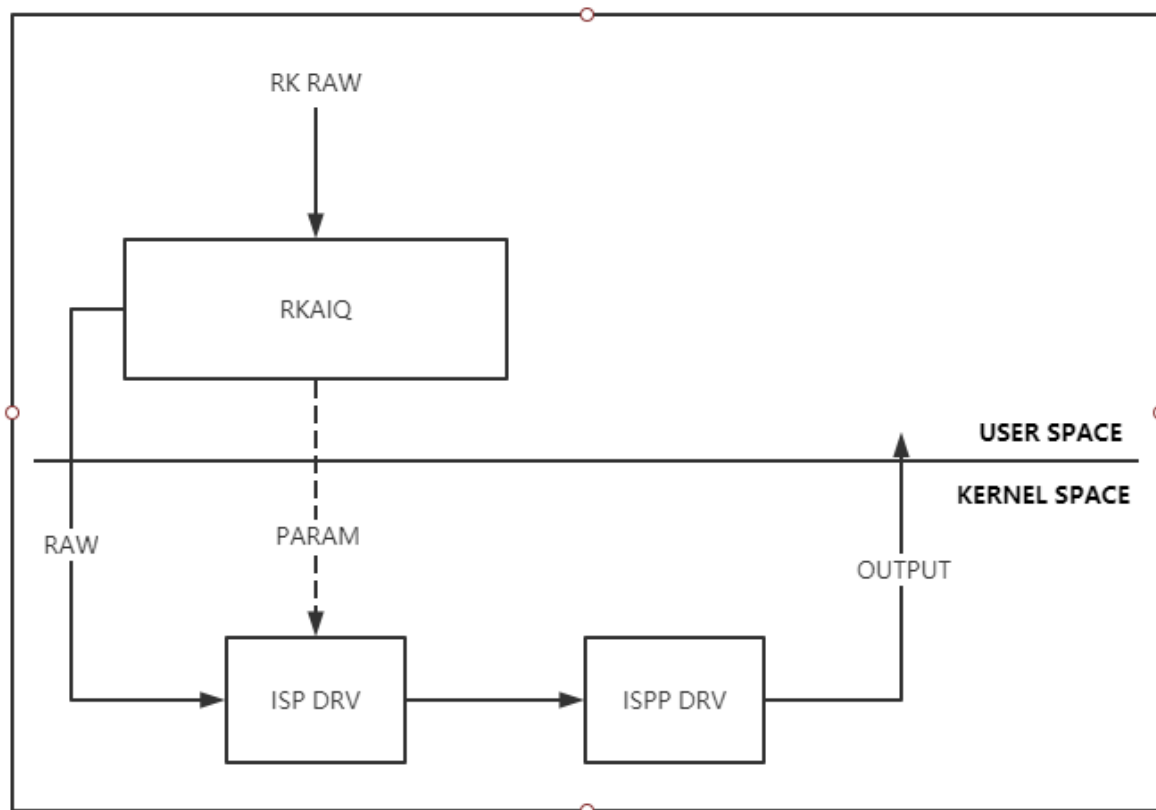 RK RAW
RKAIQ
USER SPACE
KERNEL SPACE
RAW
PARAM
OUTPUT
ISP DRV
ISPP DRV